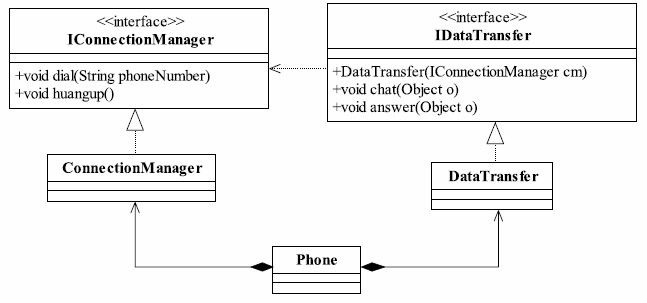 <<interface>>
IConnectionManager
+void dial(String phoneNumber)
+void huangup()
<<interface>>
IDataTransfer
+DataTransfer(IConnectionManager cm)
+void chat(Object o)
+void answer(Object o)
ConnectionManager
DataTransfer
Phone